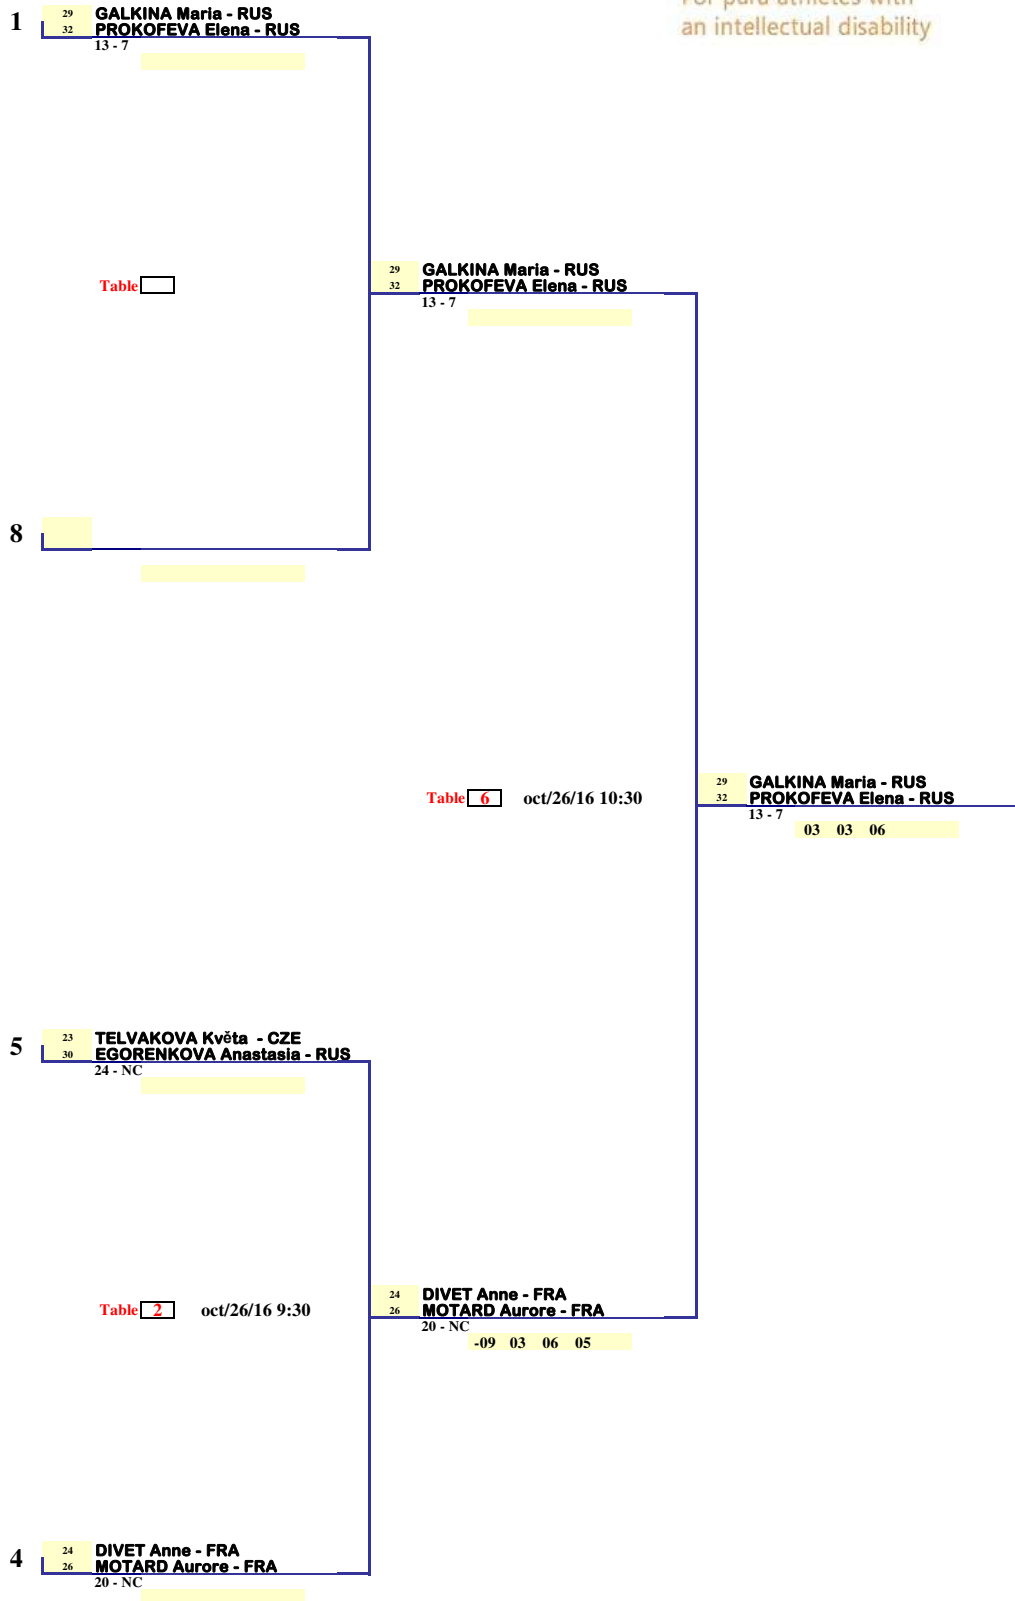 For para athletes with
an intellectual disability
1
29 GALKINA Maria - RUS
32 PROKOFEVA Elena - RUS
13 - 7
Table
29 GALKINA Maria - RUS
32 PROKOFEVA Elena - RUS
13 - 7
8
Table 6 oct/26/16 10:30
29 GALKINA Maria - RUS
32 PROKOFEVA Elena - RUS
13 - 7
03 03 06
5
23 TELVAKOVA Květa - CZE
30 EGORENKOVA Anastasia - RUS
24 - NC
Table 2 oct/26/16 9:30
24 DIVET Anne - FRA
26 MOTARD Aurore - FRA
20 - NC
-09 03 06 05
4
24 DIVET Anne - FRA
26 MOTARD Aurore - FRA
20 - NC